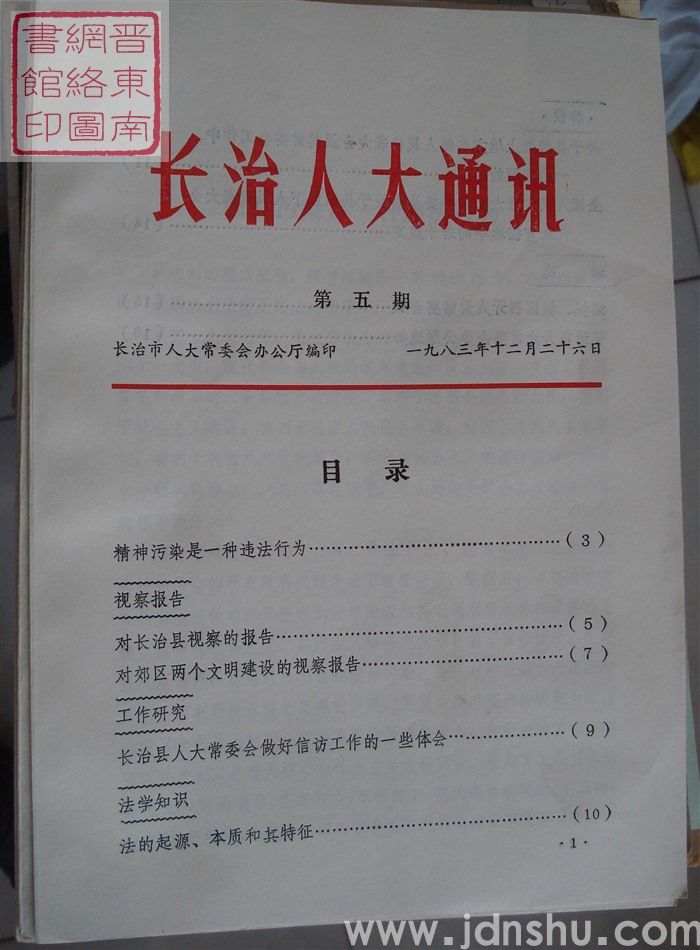 晋东南
網絡圖
書館印
长治人大通讯
第五期
长治市人大常委会办公厅编印 一九八三年十二月二十六日
目录
精神污染是一种违法行为……………………………(3)
视察报告
对长治县视察的报告……………………………(5)
对郊区两个文明建设的视察报告……………………(7)
工作研究
长治县人大常委会做好信访工作的一些体会……………(9)
法学知识
法的起源、本质和其特征……………………………(10)
·1·
www.jdnshu.com